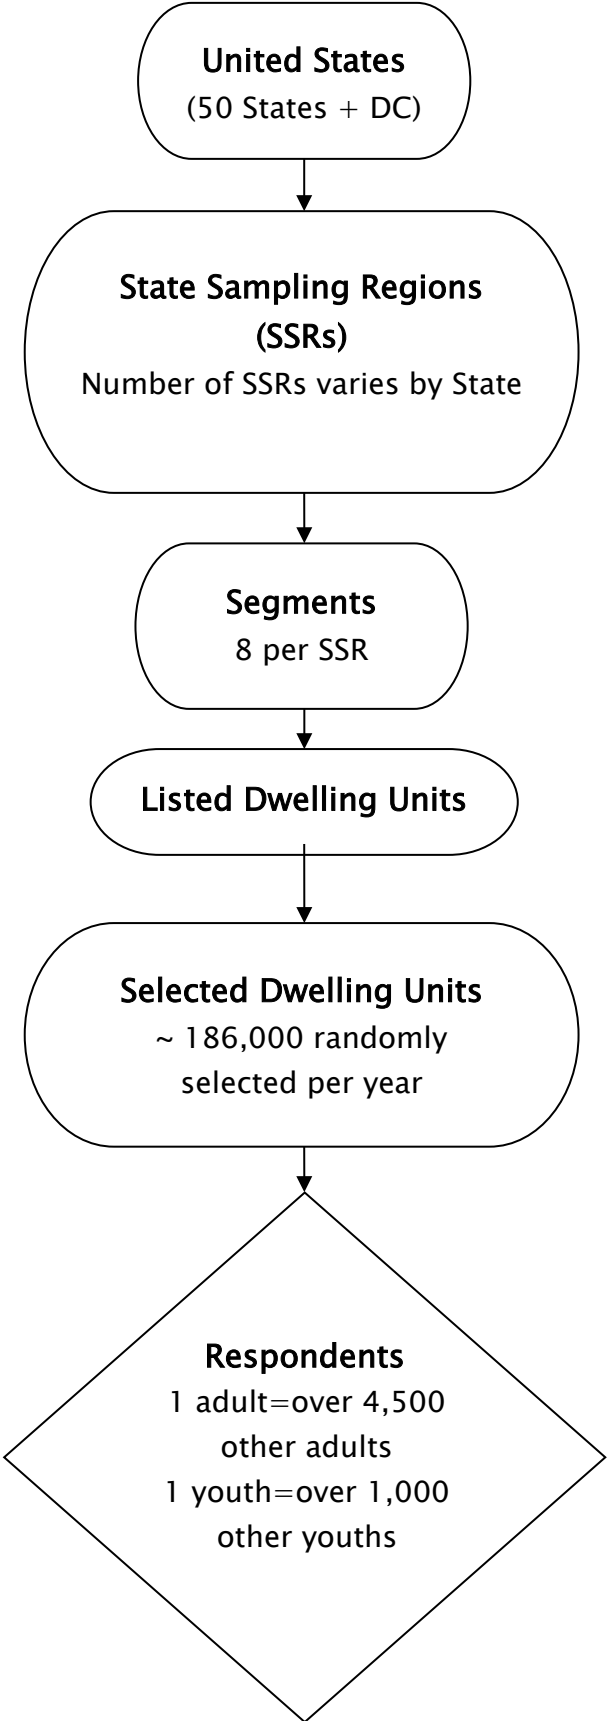 United States
(50 States + DC)
State Sampling Regions
(SSRs)
Number of SSRs varies by State
Segments
8 per SSR
Listed Dwelling Units
Selected Dwelling Units
~ 186,000 randomly
selected per year
Respondents
1 adult=over 4,500
other adults
1 youth=over 1,000
other youths